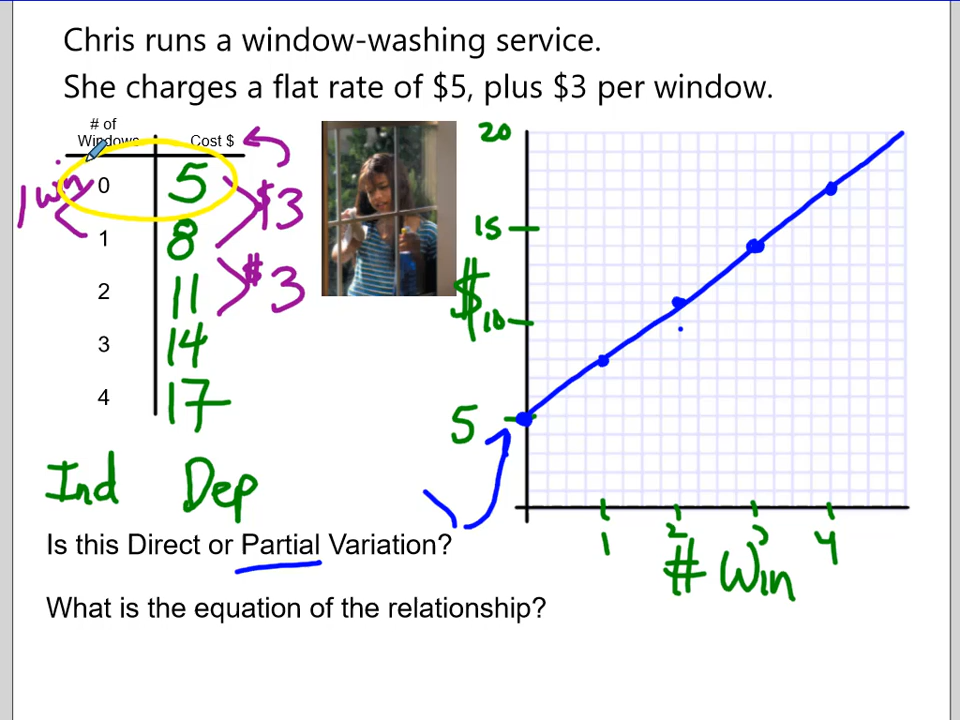 Chris runs a window-washing service.
She charges a flat rate of $5, plus $3 per window.
# of
Windows
Cost $
0 5
1 8
2 11
3 14
4 17
1 win
$3
$3
Ind Dep
20
15
$
10
5
1 2 3 4
# Win
Is this Direct or Partial Variation?
What is the equation of the relationship?